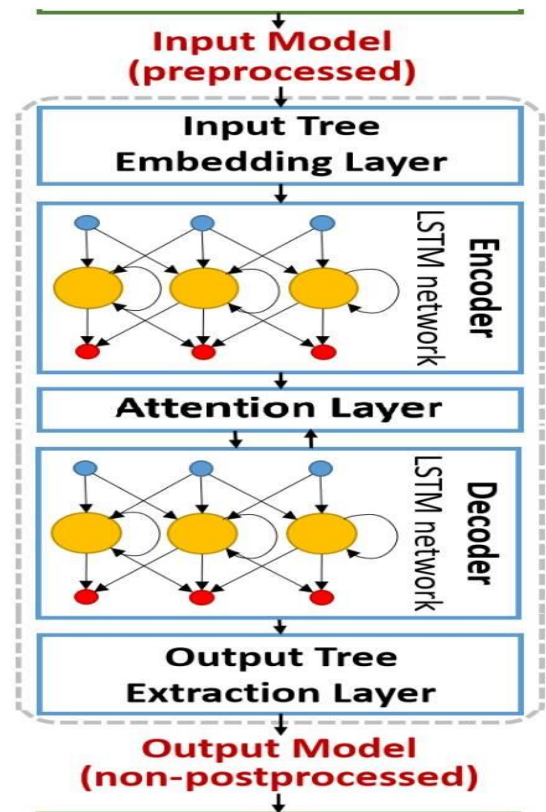 Input Model
(preprocessed)
Input Tree
Embedding Layer
Encoder
LSTM network
Attention Layer
Decoder
LSTM network
Output Tree
Extraction Layer
Output Model
(non-postprocessed)